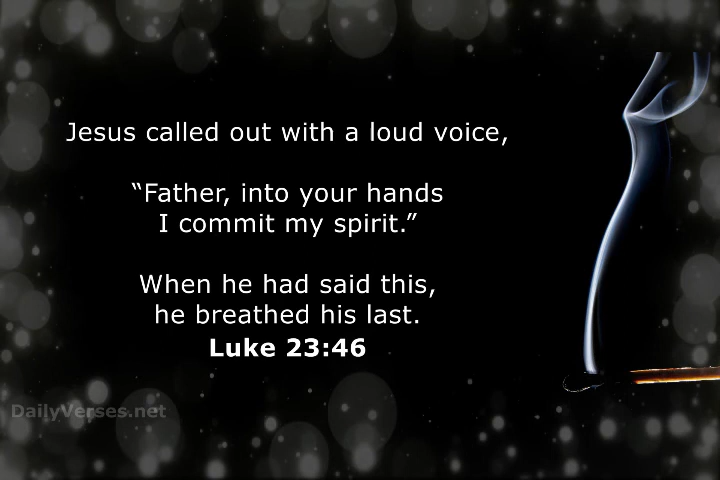 Jesus called out with a loud voice,
“Father, into your hands
I commit my spirit.”
When he had said this,
he breathed his last.
Luke 23:46
DailyVerses.net